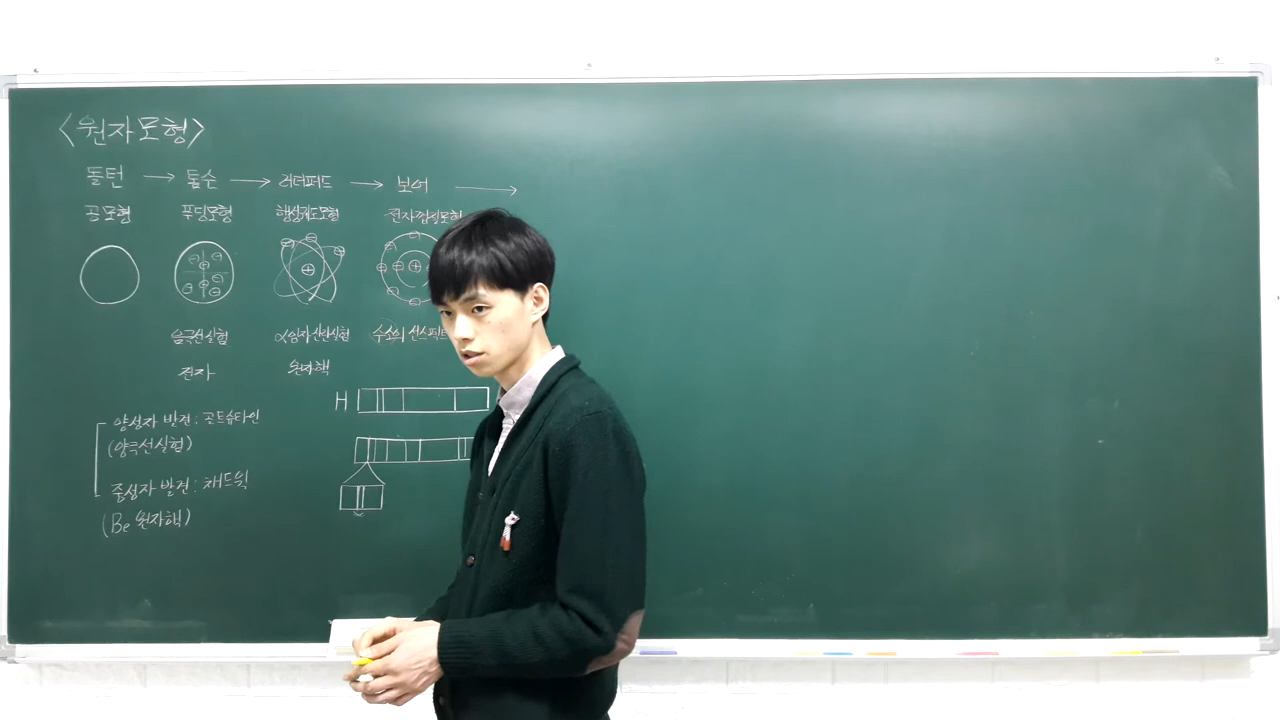 <원자모형>
돌턴 → 톰슨 → 러더퍼드 → 보어 →
공모형 푸딩모형 행성궤도모형 전자껍질모형
음극선실험 α입자산란실험 수소의 선스펙트
전자 원자핵
H
양성자 발견 : 골트슈타인
(양극선실험)
중성자 발견 : 채드윅
(Be 원자핵)